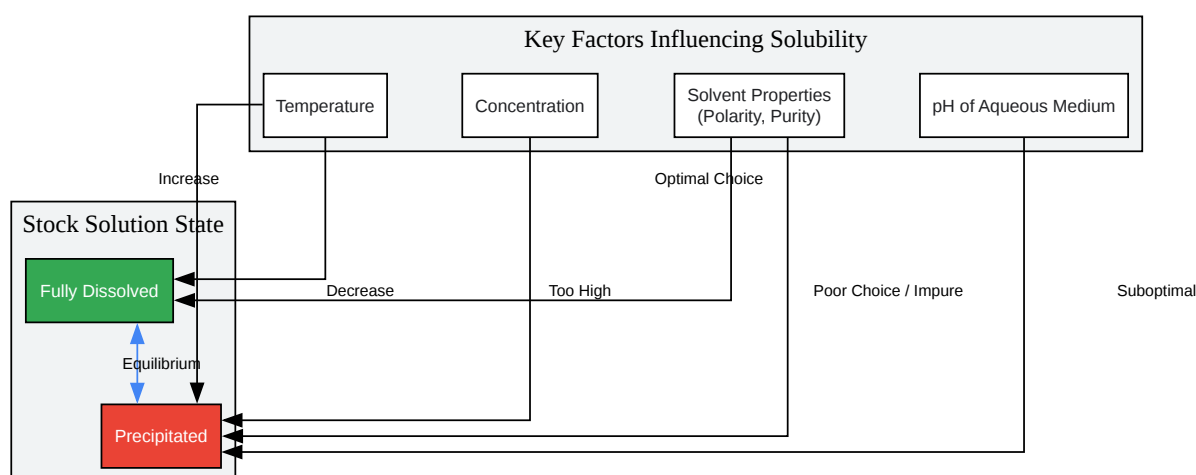 Key Factors Influencing Solubility
Temperature
Concentration
Solvent Properties
(Polarity, Purity)
pH of Aqueous Medium
Increase
Optimal Choice
Stock Solution State
Fully Dissolved
Decrease
Too High
Poor Choice / Impure
Suboptimal
Equilibrium
Precipitated